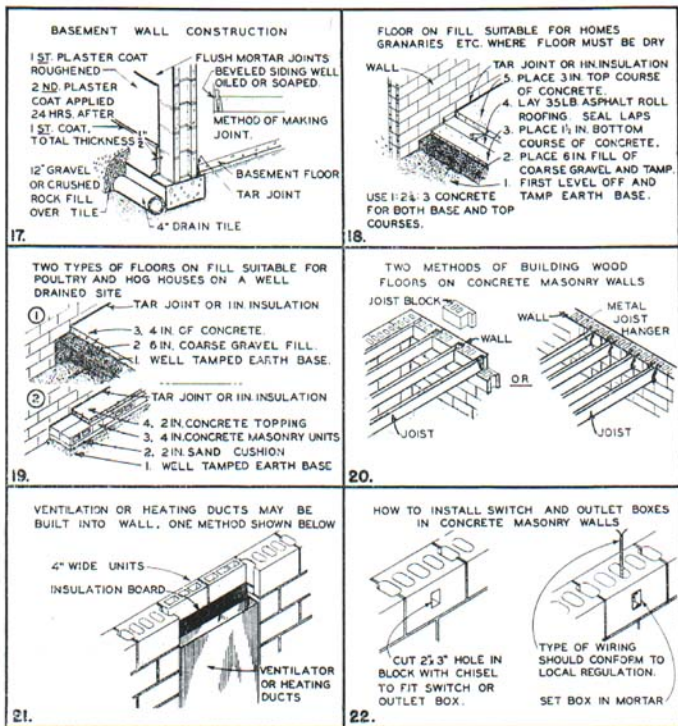 BASEMENT WALL CONSTRUCTION
1 ST. PLASTER COAT
ROUGHENED
2 ND. PLASTER
COAT APPLIED
24 HRS. AFTER
1 ST. COAT,
TOTAL THICKNESS 1/2"
12" GRAVEL
OR CRUSHED
ROCK FILL
OVER TILE
FLUSH MORTAR JOINTS
BEVELED SIDING WELL
OILED OR SOAPED.
METHOD OF MAKING
JOINT.
BASEMENT FLOOR
TAR JOINT
4" DRAIN TILE
17.
FLOOR ON FILL SUITABLE FOR HOMES
GRANARIES ETC. WHERE FLOOR MUST BE DRY
WALL
TAR JOINT OR 1IN. INSULATION
5. PLACE 3 IN. TOP COURSE
OF CONCRETE.
4. LAY 35LB ASPHALT ROLL
ROOFING. SEAL LAPS
3. PLACE 1½ IN. BOTTOM
COURSE OF CONCRETE.
2. PLACE 6 IN. FILL OF
COARSE GRAVEL AND TAMP.
1. FIRST LEVEL OFF AND
TAMP EARTH BASE.
USE 1:2¼:3 CONCRETE
FOR BOTH BASE AND TOP
COURSES.
18.
TWO TYPES OF FLOORS ON FILL SUITABLE FOR
POULTRY AND HOG HOUSES ON A WELL
DRAINED SITE
1
TAR JOINT OR 1IN. INSULATION
3. 4 IN. OF CONCRETE.
2 6 IN. COARSE GRAVEL FILL.
1. WELL TAMPED EARTH BASE.
2
TAR JOINT OR 1IN. INSULATION
4. 2 IN. CONCRETE TOPPING
3. 4 IN. CONCRETE MASONRY UNITS
2. 2 IN. SAND CUSHION
1. WELL TAMPED EARTH BASE
19.
TWO METHODS OF BUILDING WOOD
FLOORS ON CONCRETE MASONRY WALLS
JOIST BLOCK
WALL
JOIST
OR
WALL
METAL
JOIST
HANGER
JOIST
20.
VENTILATION OR HEATING DUCTS MAY BE
BUILT INTO WALL, ONE METHOD SHOWN BELOW
4" WIDE UNITS
INSULATION BOARD
VENTILATOR
OR HEATING
DUCTS
21.
HOW TO INSTALL SWITCH AND OUTLET BOXES
IN CONCRETE MASONRY WALLS
CUT 2"x 3" HOLE IN
BLOCK WITH CHISEL
TO FIT SWITCH OR
OUTLET BOX.
TYPE OF WIRING
SHOULD CONFORM TO
LOCAL REGULATION.
SET BOX IN MORTAR
22.